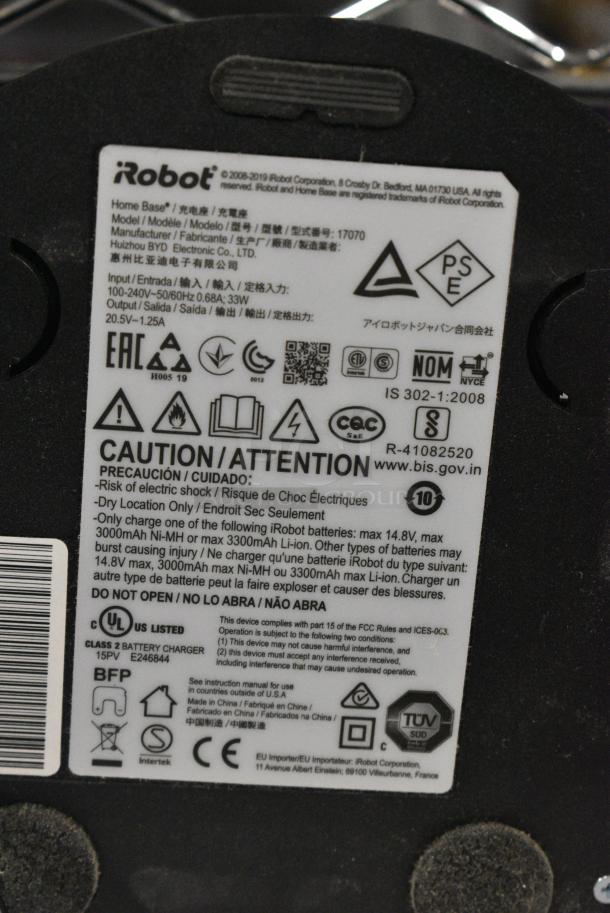 iRobot® © 2008-2019 iRobot Corporation, 8 Crosby Dr. Bedford, MA 01730 USA. All rights
reserved. iRobot and Home Base are registered trademarks of iRobot Corporation.
Home Base® / 充电座 / 充電座
Model / Modèle / Modelo / 型号 / 型號 / 型式番号: 17070
Manufacturer / Fabricante / 生产厂 / 廠商 / 製造業者:
Huizhou BYD Electronic Co., LTD.
惠州比亚迪电子有限公司
Input / Entrada / 输入 / 輸入 / 定格入力:
100-240V~50/60Hz 0.68A; 33W
Output / Salida / Saída / 输出 / 輸出 / 定格出力:
20.5V⎓1.25A
PS
E
アイロボットジャパン合同会社
EAC
H005 19
0012
ETL
S
NOM
NYCE
IS 302-1:2008
CQC
S&E
R-41082520
www.bis.gov.in
CAUTION / ATTENTION
PRECAUCIÓN / CUIDADO:
-Risk of electric shock / Risque de Choc Électriques
-Dry Location Only / Endroit Sec Seulement
10
-Only charge one of the following iRobot batteries: max 14.8V, max
3000mAh Ni-MH or max 3300mAh Li-ion. Other types of batteries may
burst causing injury / Ne charger qu'une batterie iRobot du type suivant:
14.8V max, 3000mAh max Ni-MH ou 3300mAh max Li-ion. Charger un
autre type de batterie peut la faire exploser et causer des blessures.
DO NOT OPEN / NO LO ABRA / NÃO ABRA
C UL US LISTED
CLASS 2 BATTERY CHARGER
15PV E246844
This device complies with part 15 of the FCC Rules and ICES-003.
Operation is subject to the following two conditions:
(1) This device may not cause harmful interference, and
(2) this device must accept any interference received,
including interference that may cause undesired operation.
BFP
See instruction manual for use
in countries outside of U.S.A
Made in China / Fabriqué en Chine /
Fabricado en China / Fabricados na China /
中国制造 / 中國製造
S
Intertek
CE
C
TÜV
SÜD
EU Importer/EU Importateur: iRobot Corporation,
11 Avenue Albert Einstein; 69100 Villeurbanne, France